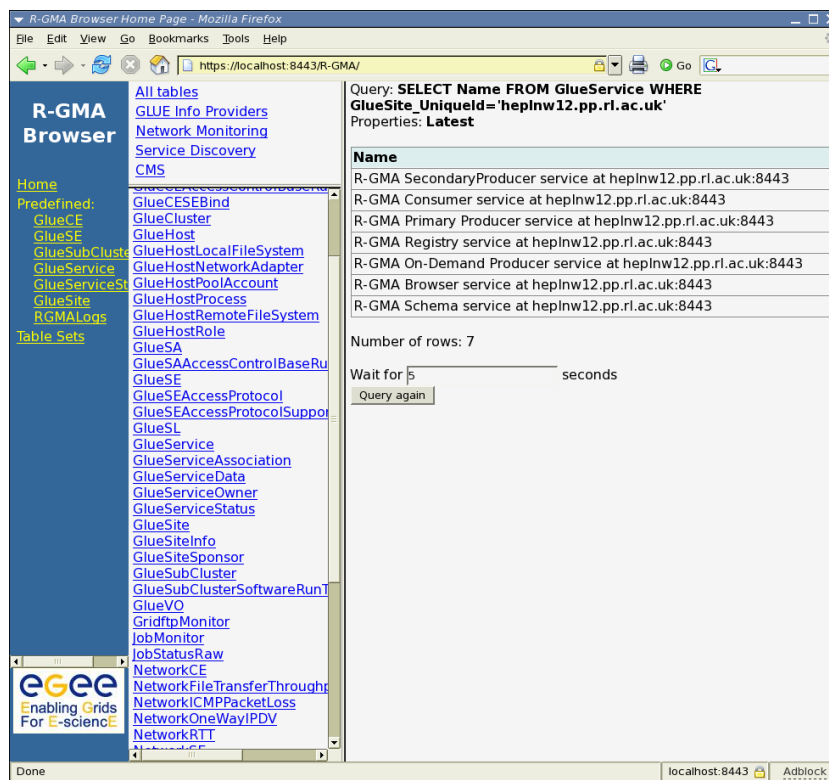 R-GMA Browser Home Page - Mozilla Firefox
File Edit View Go Bookmarks Tools Help
https://localhost:8443/R-GMA/
Go
R-GMA
Browser
Home
Predefined:
GlueCE
GlueSE
GlueSubCluste
GlueService
GlueServiceSt
GlueSite
RGMALogs
Table Sets
egee
Enabling Grids
For E-sciencE
All tables
GLUE Info Providers
Network Monitoring
Service Discovery
CMS
GlueCEAccessControlBaseRu
GlueCESEBind
GlueCluster
GlueHost
GlueHostLocalFileSystem
GlueHostNetworkAdapter
GlueHostPoolAccount
GlueHostProcess
GlueHostRemoteFileSystem
GlueHostRole
GlueSA
GlueSAAccessControlBaseRu
GlueSE
GlueSEAccessProtocol
GlueSEAccessProtocolSuppor
GlueSL
GlueService
GlueServiceAssociation
GlueServiceData
GlueServiceOwner
GlueServiceStatus
GlueSite
GlueSiteInfo
GlueSiteSponsor
GlueSubCluster
GlueSubClusterSoftwareRunT
GlueVO
GridftpMonitor
JobMonitor
JobStatusRaw
NetworkCE
NetworkFileTransferThroughp
NetworkICMPPacketLoss
NetworkOneWayIPDV
NetworkRTT
NetworkSE
Query: SELECT Name FROM GlueService WHERE
GlueSite_UniqueId='heplnw12.pp.rl.ac.uk'
Properties: Latest
Name
R-GMA SecondaryProducer service at heplnw12.pp.rl.ac.uk:8443
R-GMA Consumer service at heplnw12.pp.rl.ac.uk:8443
R-GMA Primary Producer service at heplnw12.pp.rl.ac.uk:8443
R-GMA Registry service at heplnw12.pp.rl.ac.uk:8443
R-GMA On-Demand Producer service at heplnw12.pp.rl.ac.uk:8443
R-GMA Browser service at heplnw12.pp.rl.ac.uk:8443
R-GMA Schema service at heplnw12.pp.rl.ac.uk:8443
Number of rows: 7
Wait for 5 seconds
Query again
Done
localhost:8443
Adblock